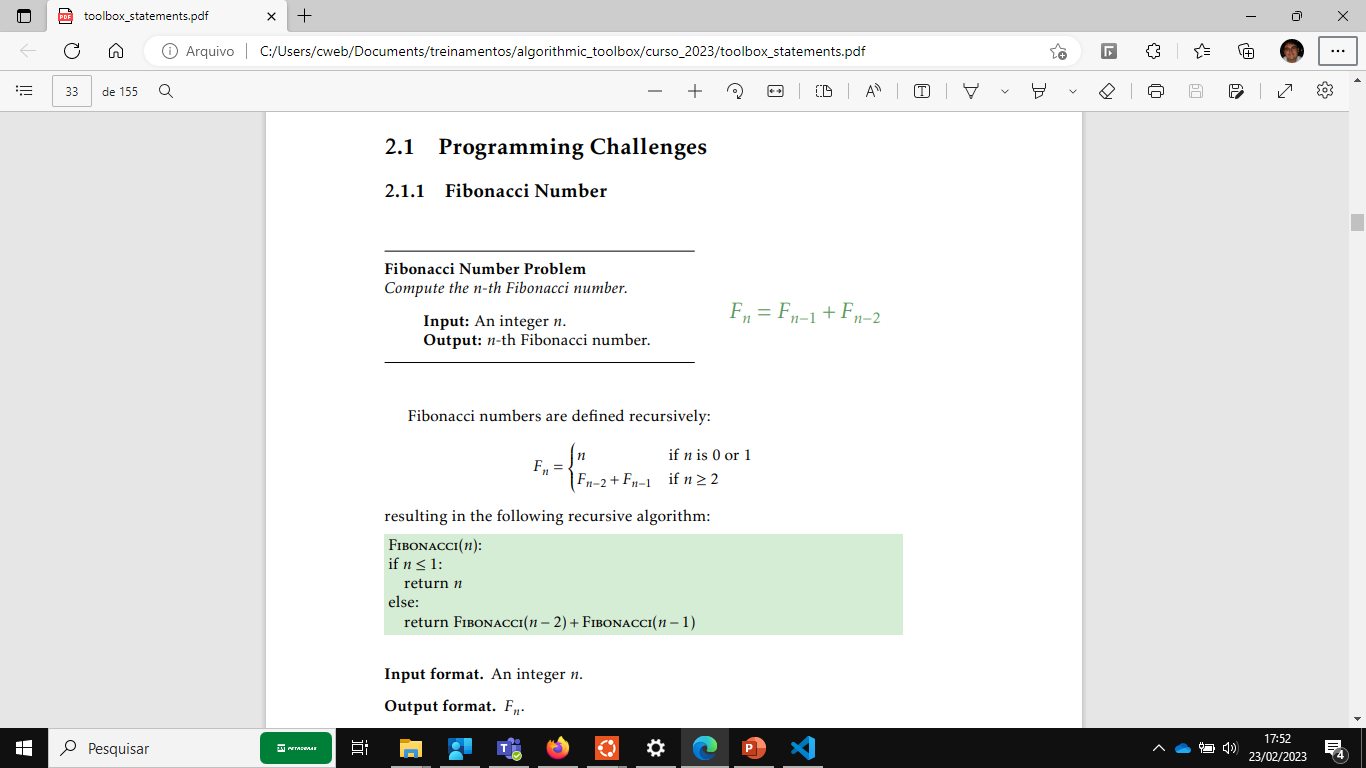 toolbox_statements.pdf
Arquivo
C:/Users/cweb/Documents/treinamentos/algorithmic_toolbox/curso_2023/toolbox_statements.pdf
33 de 155
2.1 Programming Challenges
2.1.1 Fibonacci Number
Fibonacci Number Problem
Compute the n-th Fibonacci number.
Input: An integer n.
Output: n-th Fibonacci number.
Fₙ = Fₙ₋₁ + Fₙ₋₂
Fibonacci numbers are defined recursively:
Fₙ = { n if n is 0 or 1
Fₙ₋₂ + Fₙ₋₁ if n ≥ 2
resulting in the following recursive algorithm:
Fibonacci(n):
if n ≤ 1:
return n
else:
return Fibonacci(n − 2) + Fibonacci(n − 1)
Input format. An integer n.
Output format. Fₙ.
Pesquisar
PETROBRAS
17:52
23/02/2023
4